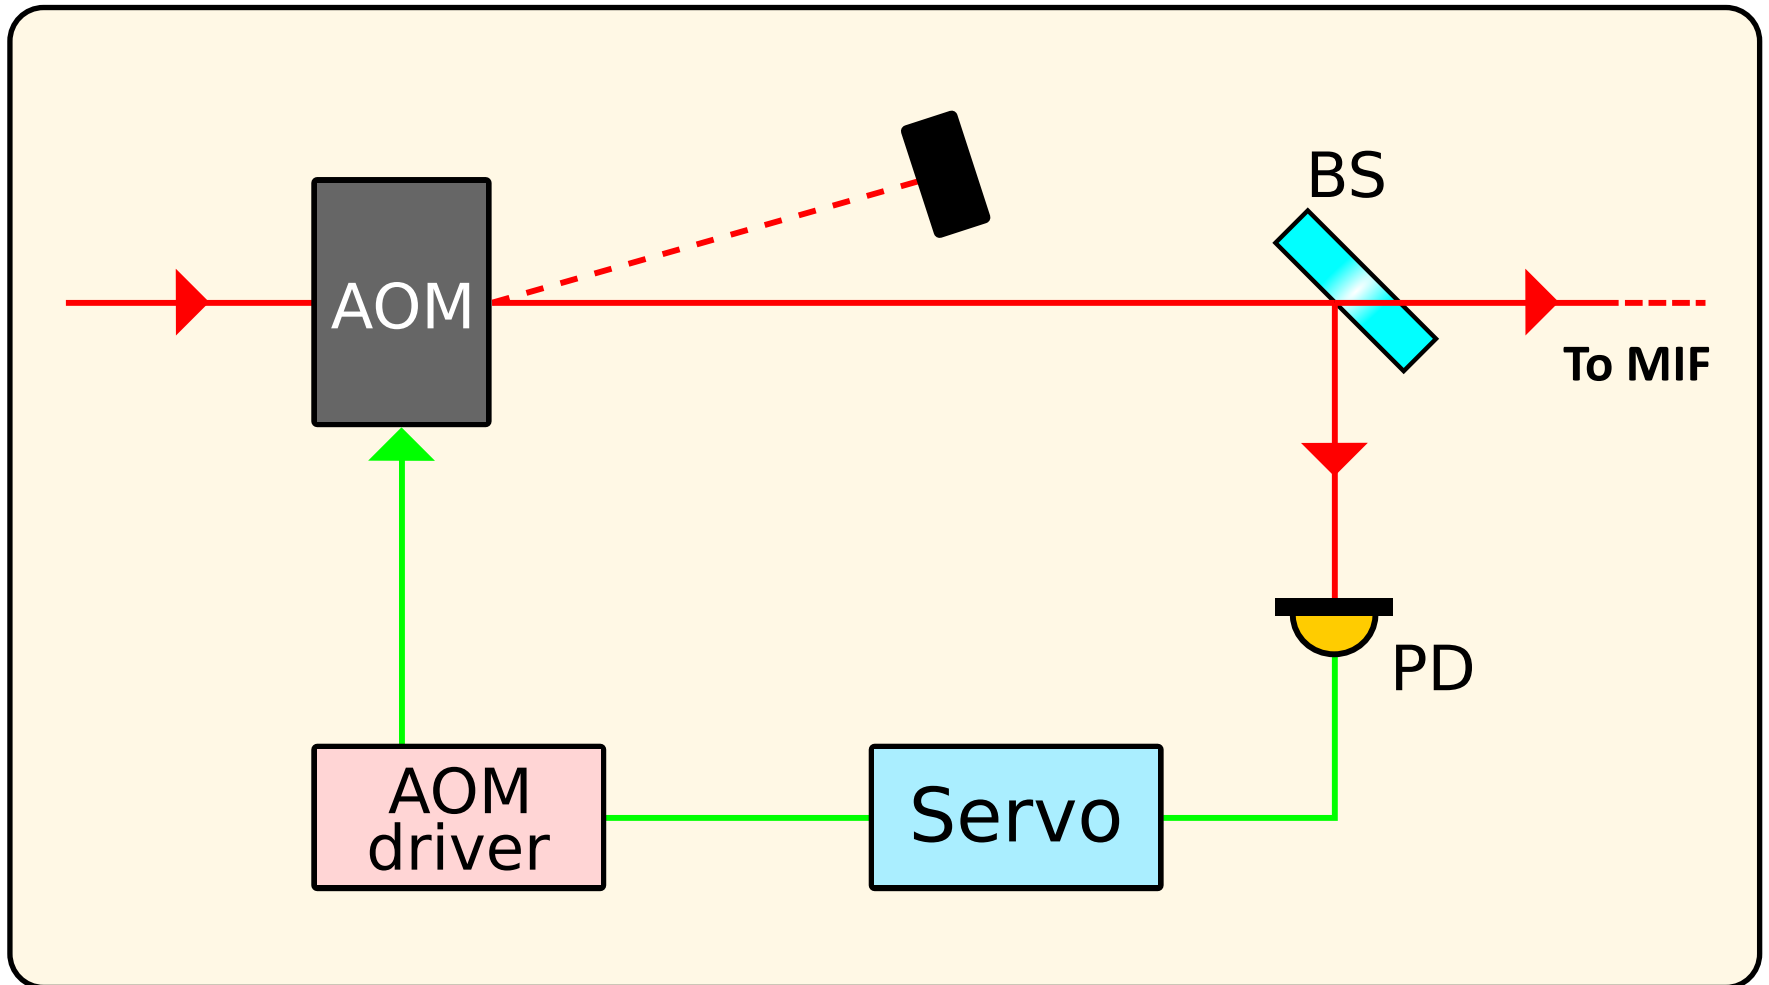 BS
AOM
To MIF
PD
AOM
driver
Servo